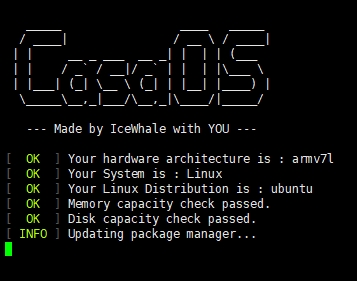 CasaOS
--- Made by IceWhale with YOU ---
[ OK ] Your hardware architecture is : armv7l
[ OK ] Your System is : Linux
[ OK ] Your Linux Distribution is : ubuntu
[ OK ] Memory capacity check passed.
[ OK ] Disk capacity check passed.
[ INFO ] Updating package manager...